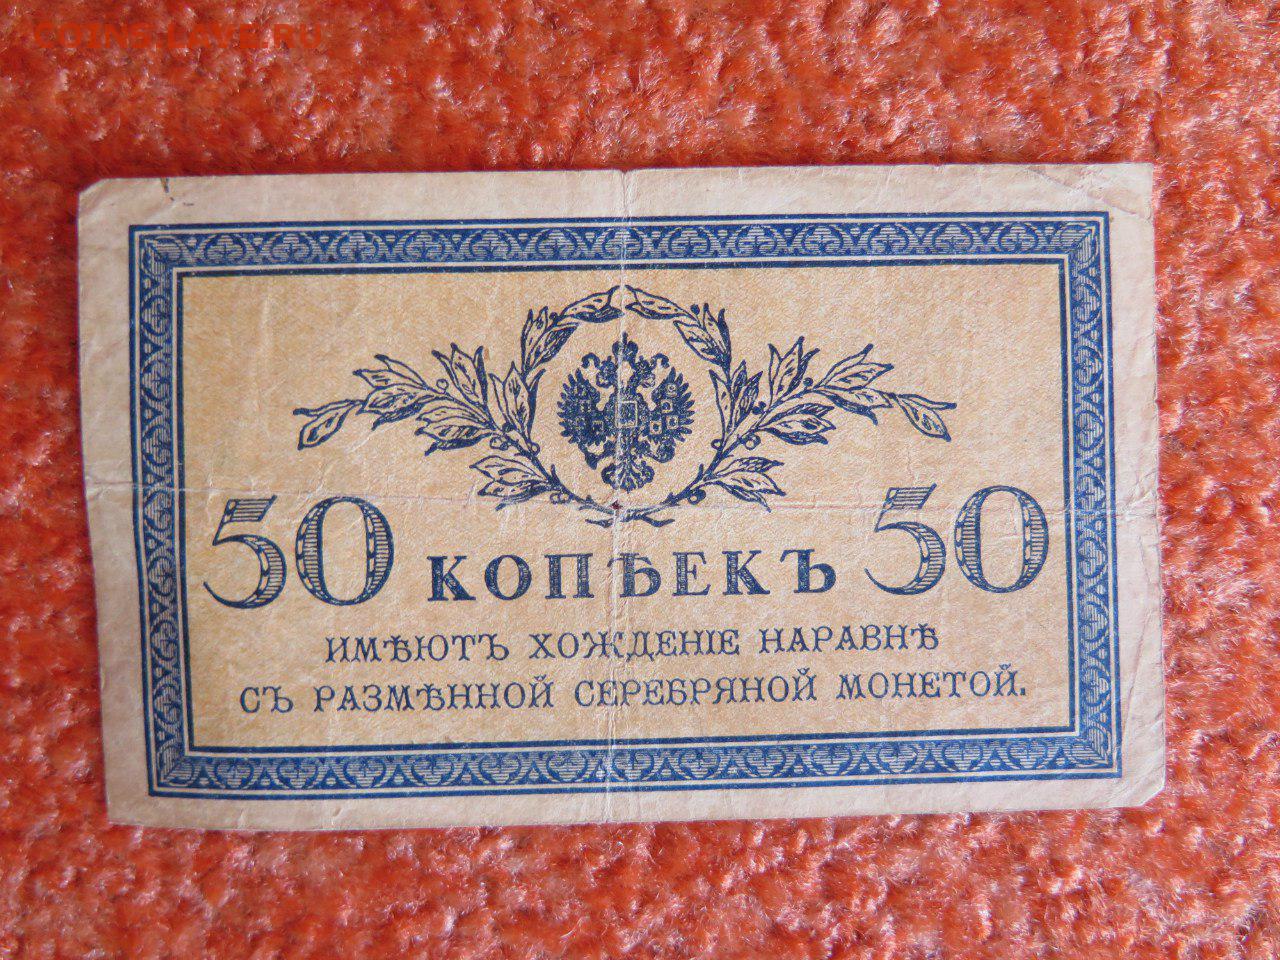 COINS.LAVE.RU
50 КОПѢЕКЪ 50
ИМѢЮТЪ ХОЖДЕНІЕ НАРАВНѢ
СЪ РАЗМѢННОЙ СЕРЕБРЯНОЙ МОНЕТОЙ.